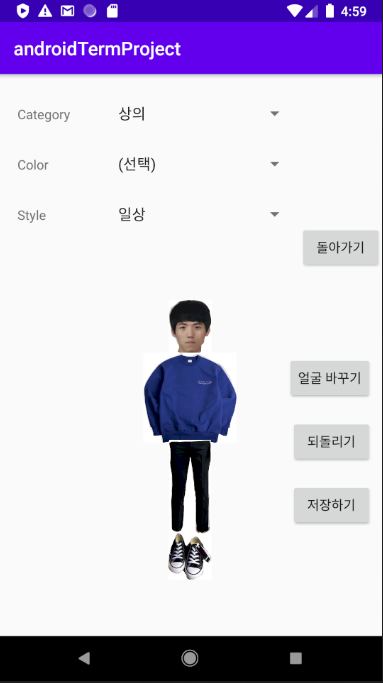 4:59
androidTermProject
Category 상의
Color (선택)
Style 일상
돌아가기
얼굴 바꾸기
되돌리기
저장하기